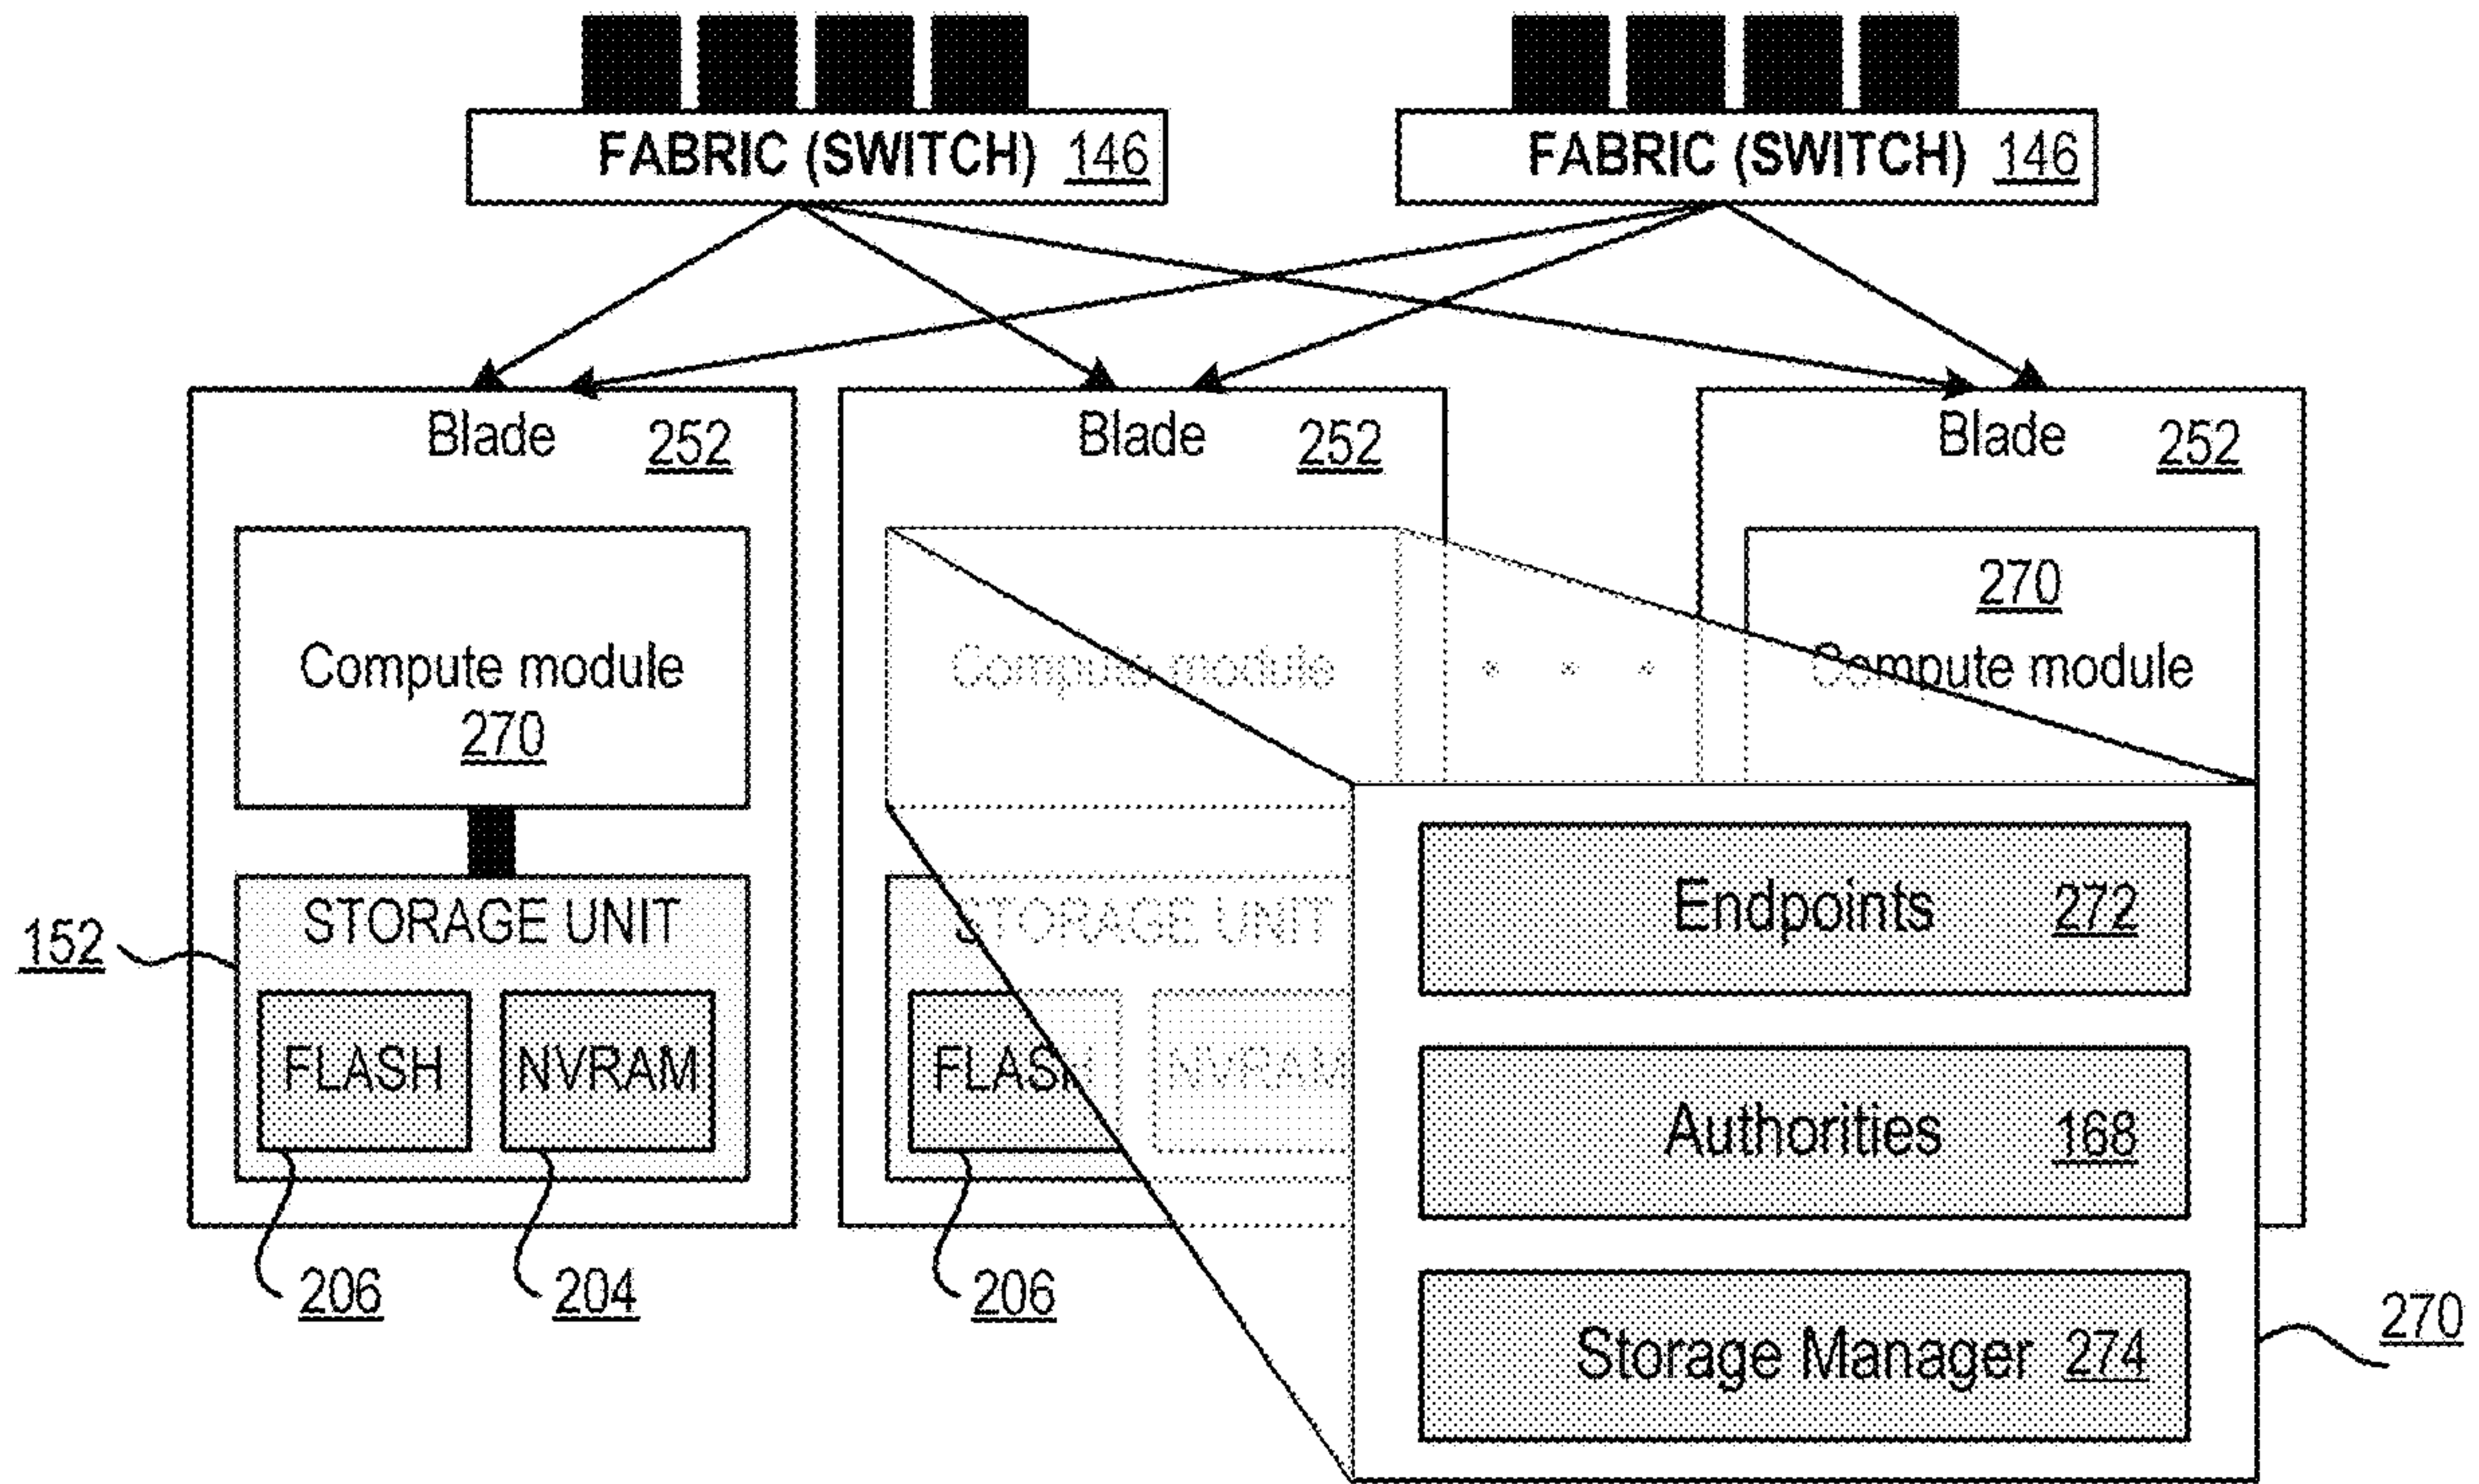 FABRIC (SWITCH) 146
FABRIC (SWITCH) 146
Blade 252
Blade 252
Blade 252
Compute module
270
Compute module
. . .
270
Compute module
152
STORAGE UNIT
FLASH
NVRAM
206
204
STORAGE UNIT
FLASH
NVRAM
206
Endpoints 272
Authorities 168
Storage Manager 274
270